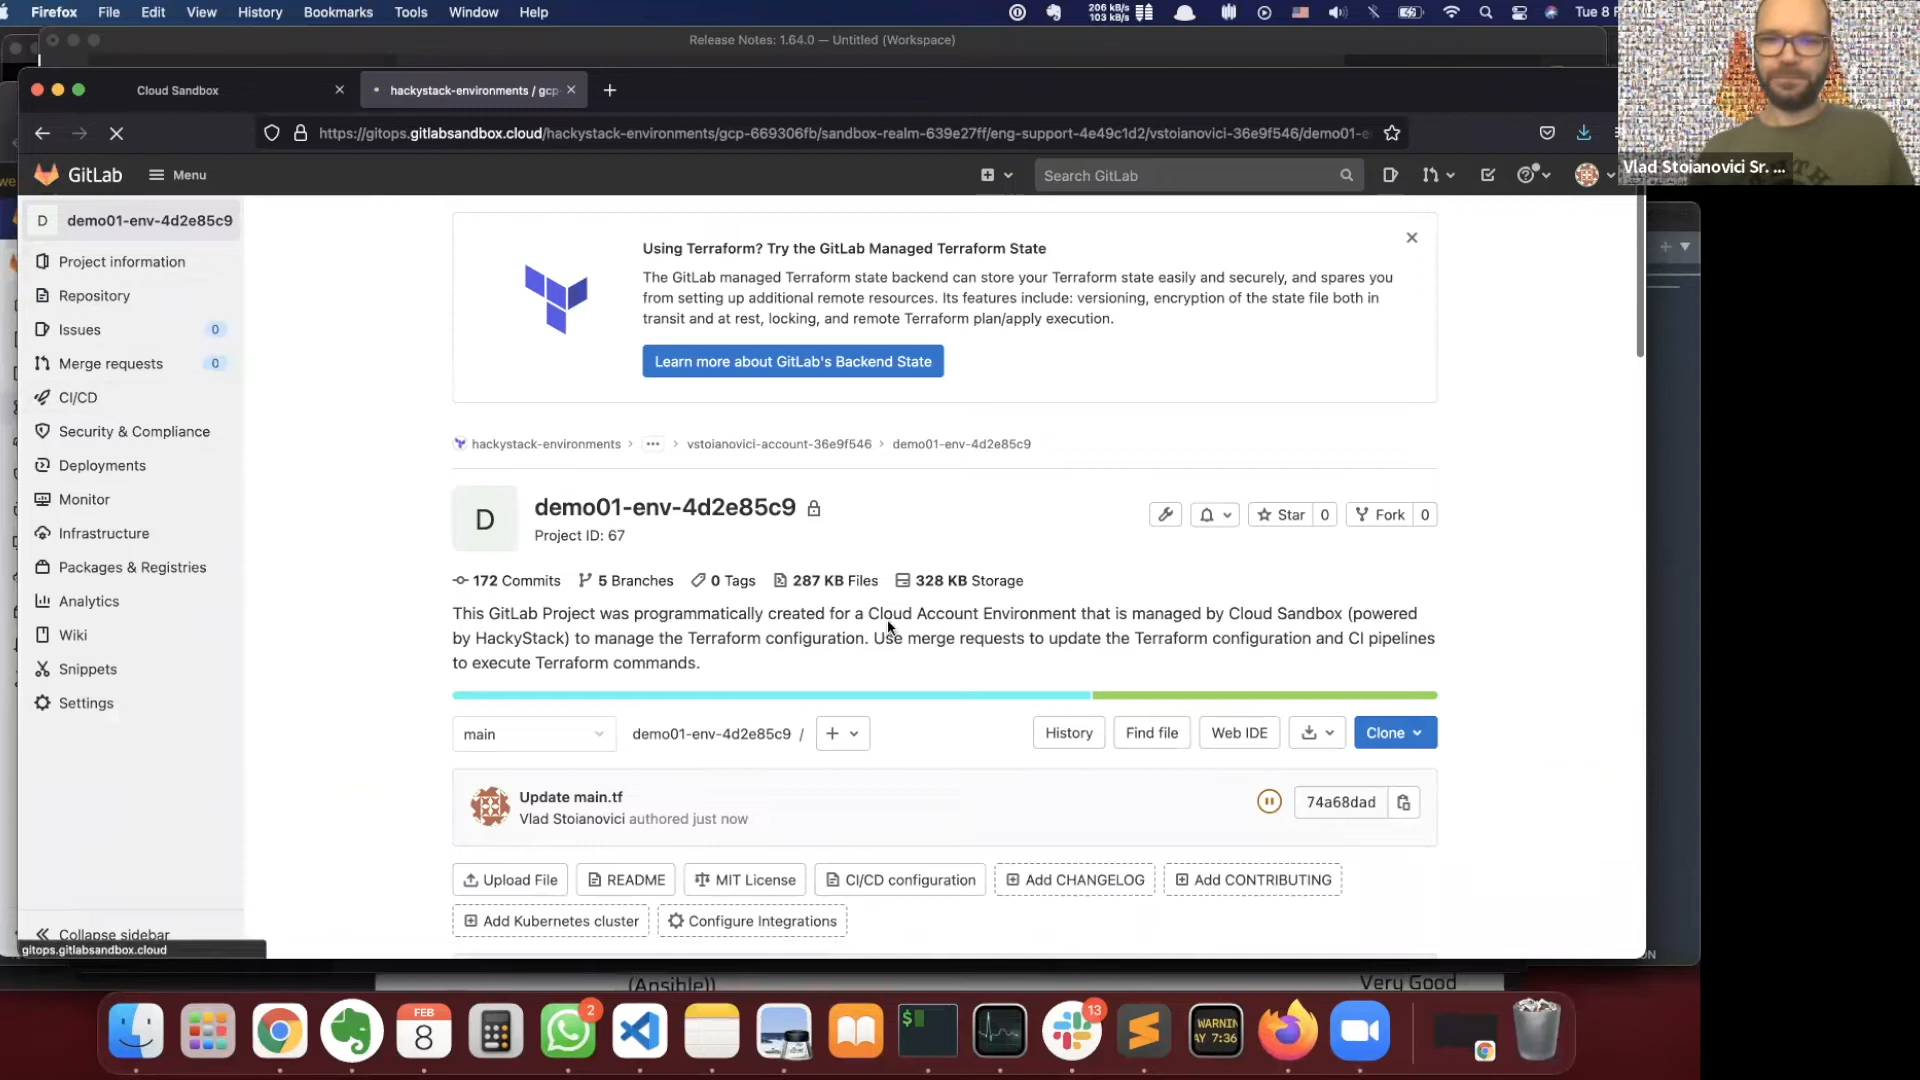 Firefox File Edit View History Bookmarks Tools Window Help
206 kB/s
103 kB/s
Tue 8 F
Release Notes: 1.64.0 — Untitled (Workspace)
Cloud Sandbox
hackystack-environments / gcp-
https://gitops.gitlabsandbox.cloud/hackystack-environments/gcp-669306fb/sandbox-realm-639e27ff/eng-support-4e49c1d2/vstoianovici-36e9f546/demo01-e
Vlad Stoianovici Sr. ...
GitLab Menu
Search GitLab
D demo01-env-4d2e85c9
Project information
Repository
Issues 0
Merge requests 0
CI/CD
Security & Compliance
Deployments
Monitor
Infrastructure
Packages & Registries
Analytics
Wiki
Snippets
Settings
Collapse sidebar
gitops.gitlabsandbox.cloud
Using Terraform? Try the GitLab Managed Terraform State
The GitLab managed Terraform state backend can store your Terraform state easily and securely, and spares you
from setting up additional remote resources. Its features include: versioning, encryption of the state file both in
transit and at rest, locking, and remote Terraform plan/apply execution.
Learn more about GitLab's Backend State
hackystack-environments > ... > vstoianovici-account-36e9f546 > demo01-env-4d2e85c9
D
demo01-env-4d2e85c9
Project ID: 67
Star 0 Fork 0
172 Commits 5 Branches 0 Tags 287 KB Files 328 KB Storage
This GitLab Project was programmatically created for a Cloud Account Environment that is managed by Cloud Sandbox (powered
by HackyStack) to manage the Terraform configuration. Use merge requests to update the Terraform configuration and CI pipelines
to execute Terraform commands.
main demo01-env-4d2e85c9 / + History Find file Web IDE Clone
Update main.tf
Vlad Stoianovici authored just now
74a68dad
Upload File README MIT License CI/CD configuration Add CHANGELOG Add CONTRIBUTING
Add Kubernetes cluster Configure Integrations
(Ansible))
Very Good
FEB
8
2
13
WARNIN
AY 7:36